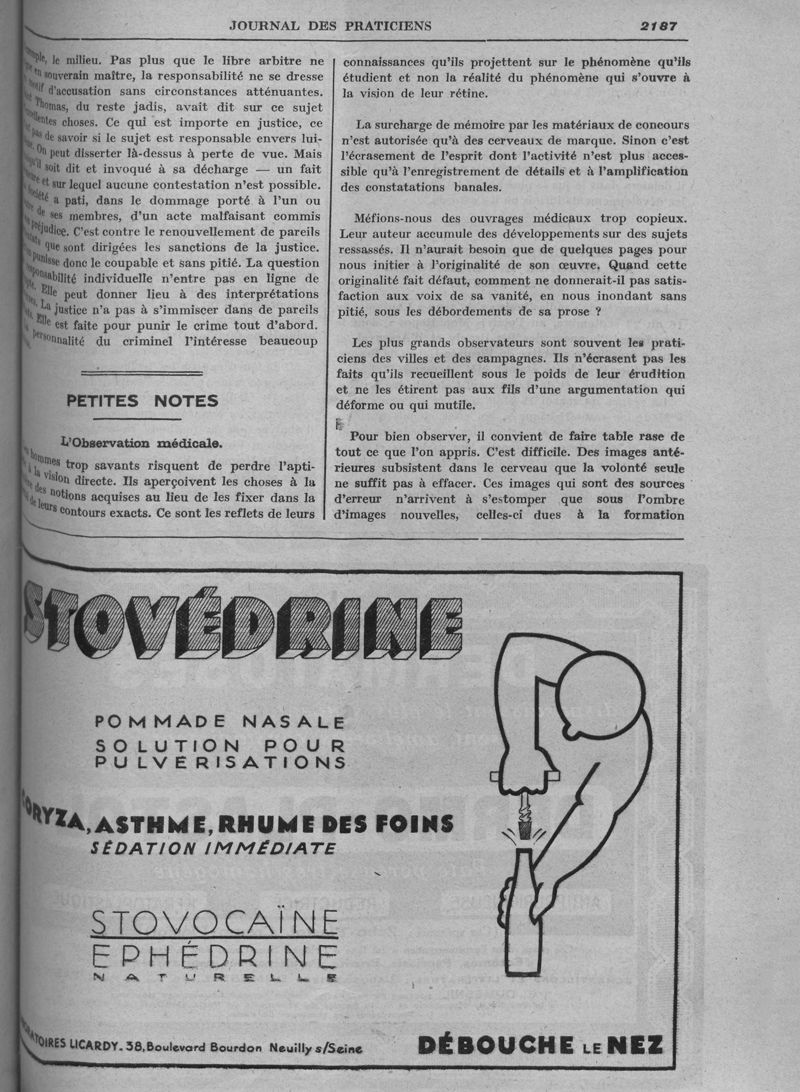 JOURNAL DES PRATICIENS
2187
le milieu. Pas plus que le libre arbitre ne
souverain maître, la responsabilité ne se dresse
d'accusation sans circonstances atténuantes.
Thomas, du reste jadis, avait dit sur ce sujet
choses. Ce qui est importe en justice, ce
pas de savoir si le sujet est responsable envers lui-
On peut disserter là-dessus à perte de vue. Mais
soit dit et invoqué à sa décharge — un fait
et sur lequel aucune contestation n'est possible.
a pati, dans le dommage porté à l'un ou
de ses membres, d'un acte malfaisant commis
C'est contre le renouvellement de pareils
que sont dirigées les sanctions de la justice.
donc le coupable et sans pitié. La question
individuelle n'entre pas en ligne de
Elle peut donner lieu à des interprétations
La justice n'a pas à s'immiscer dans de pareils
Elle est faite pour punir le crime tout d'abord.
personnalité du criminel l'intéresse beaucoup
PETITES NOTES
L'Observation médicale.
hommes trop savants risquent de perdre l'apti-
à la vision directe. Ils aperçoivent les choses à la
des notions acquises au lieu de les fixer dans la
de leurs contours exacts. Ce sont les reflets de leurs
connaissances qu'ils projettent sur le phénomène qu'ils
étudient et non la réalité du phénomène qui s'ouvre à
la vision de leur rétine.
La surcharge de mémoire par les matériaux de concours
n'est autorisée qu'à des cerveaux de marque. Sinon c'est
l'écrasement de l'esprit dont l'activité n'est plus acces-
sible qu'à l'enregistrement de détails et à l'amplification
des constatations banales.
Méfions-nous des ouvrages médicaux trop copieux.
Leur auteur accumule des développements sur des sujets
ressassés. Il n'aurait besoin que de quelques pages pour
nous initier à l'originalité de son œuvre. Quand cette
originalité fait défaut, comment ne donnerait-il pas satis-
faction aux voix de sa vanité, en nous inondant sans
pitié, sous les débordements de sa prose ?
Les plus grands observateurs sont souvent les prati-
ciens des villes et des campagnes. Ils n'écrasent pas les
faits qu'ils recueillent sous le poids de leur érudition
et ne les étirent pas aux fils d'une argumentation qui
déforme ou qui mutile.
Pour bien observer, il convient de faire table rase de
tout ce que l'on appris. C'est difficile. Des images anté-
rieures subsistent dans le cerveau que la volonté seule
ne suffit pas à effacer. Ces images qui sont des sources
d'erreur n'arrivent à s'estomper que sous l'ombre
d'images nouvelles, celles-ci dues à la formation
STOVÉDRINE
POMMADE NASALE
SOLUTION POUR
PULVERISATIONS
CORYZA, ASTHME, RHUME DES FOINS
SÉDATION IMMÉDIATE
STOVOCAÏNE
EPHÉDRINE
NATURELLE
LABORATOIRES LICARDY. 38, Boulevard Bourdon Neuilly s/Seine
DÉBOUCHE LE NEZ